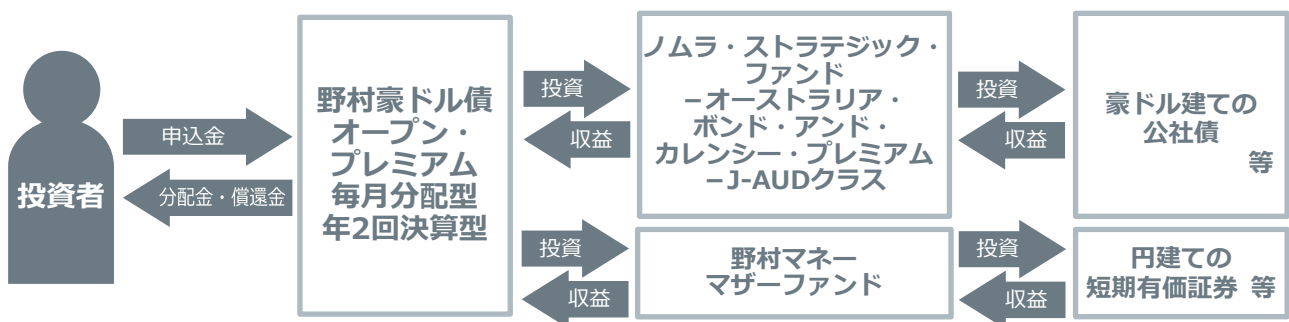 投資者
申込金
分配金・償還金
野村豪ドル債
オープン・
プレミアム
毎月分配型
年2回決算型
投資
収益
ノムラ・ストラテジック・
ファンド
－オーストラリア・
ボンド・アンド・
カレンシー・プレミアム
－J-AUDクラス
投資
収益
豪ドル建ての
公社債
等
投資
収益
野村マネー
マザーファンド
投資
収益
円建ての
短期有価証券 等